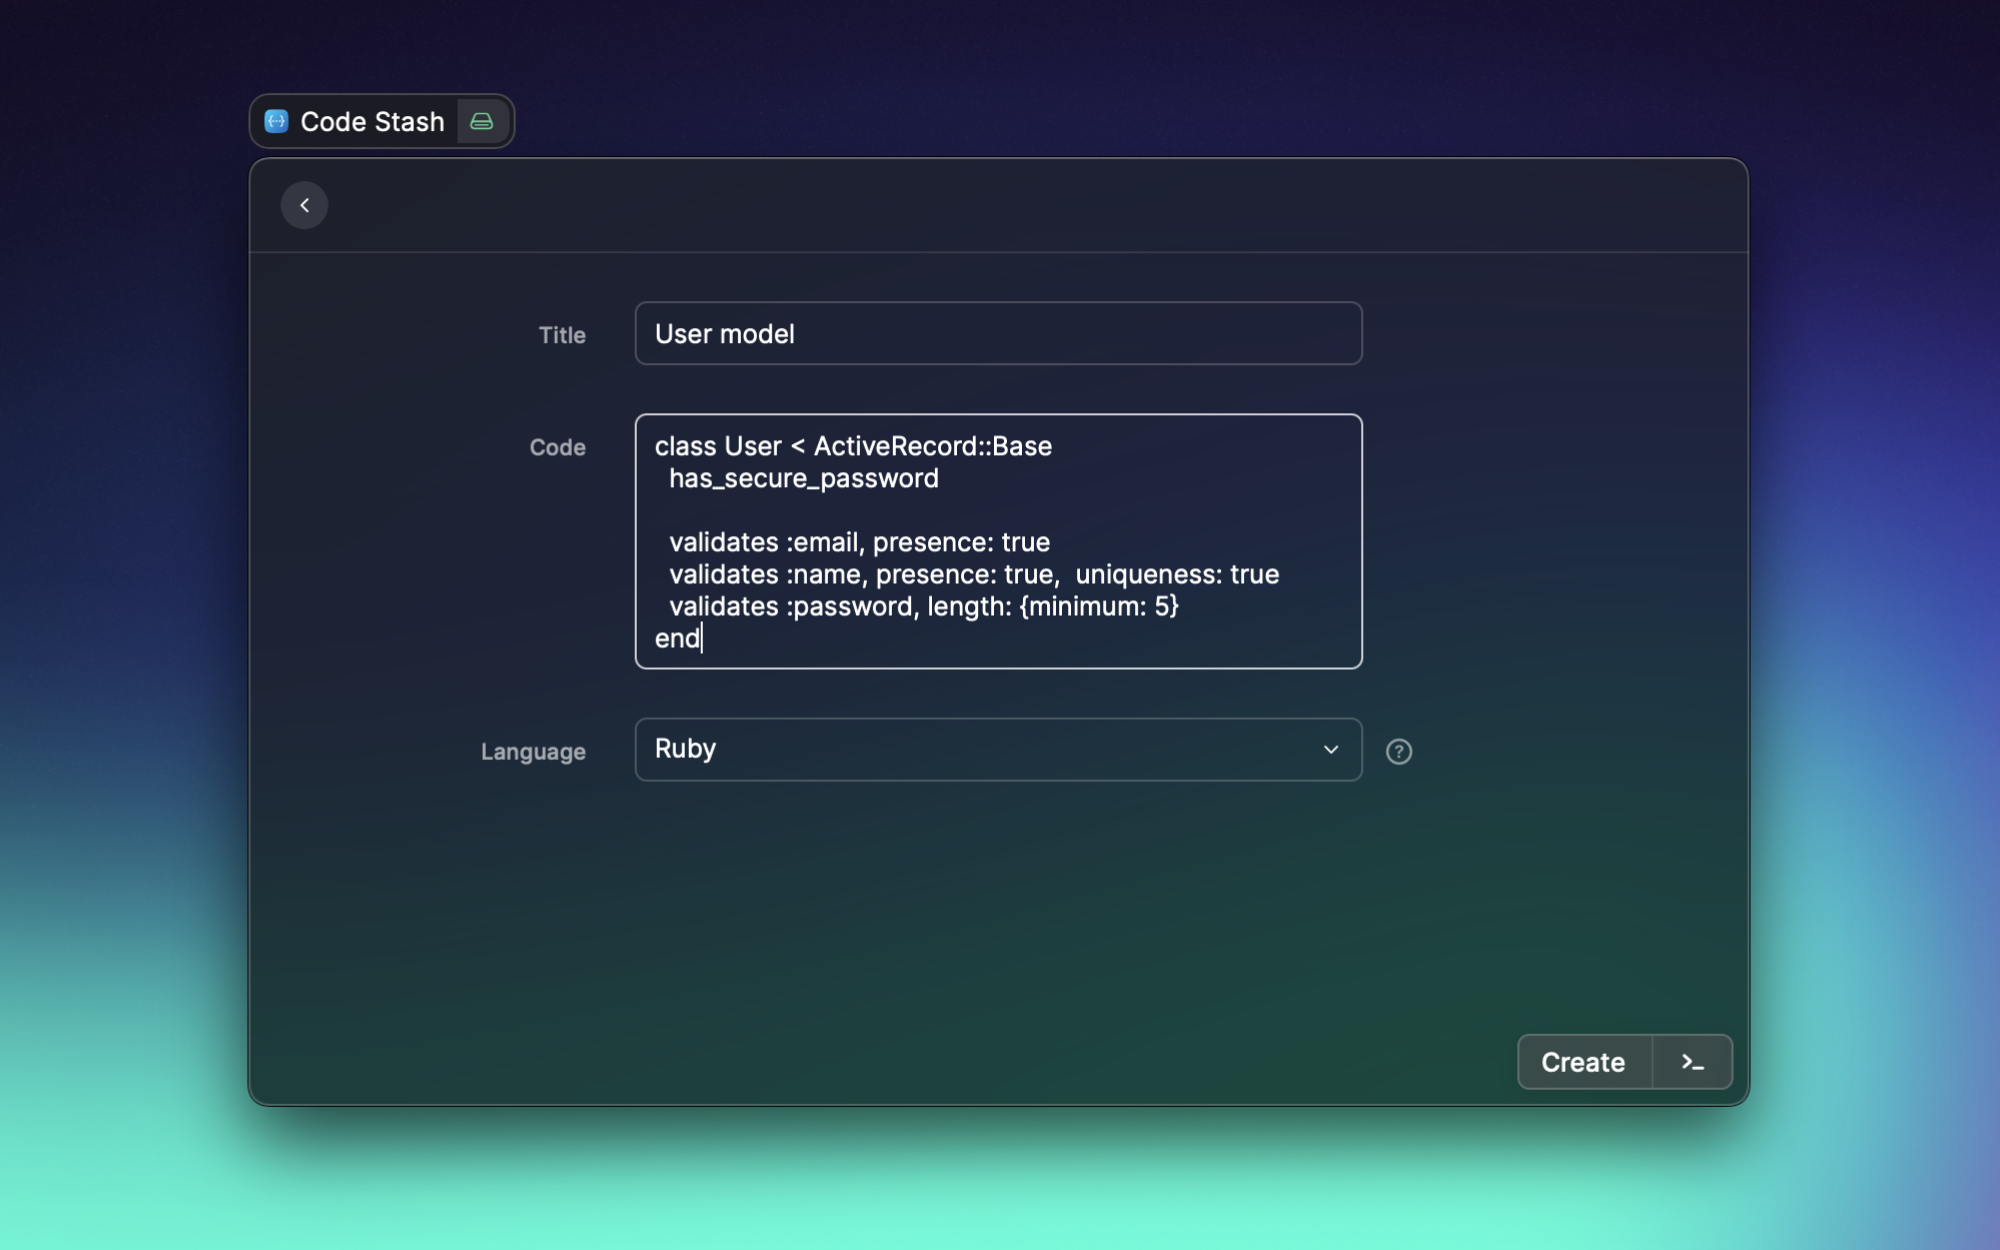 Code Stash
Title
User model
Code
class User < ActiveRecord::Base
  has_secure_password

  validates :email, presence: true
  validates :name, presence: true,  uniqueness: true
  validates :password, length: {minimum: 5}
end
Language
Ruby
?
Create
>_